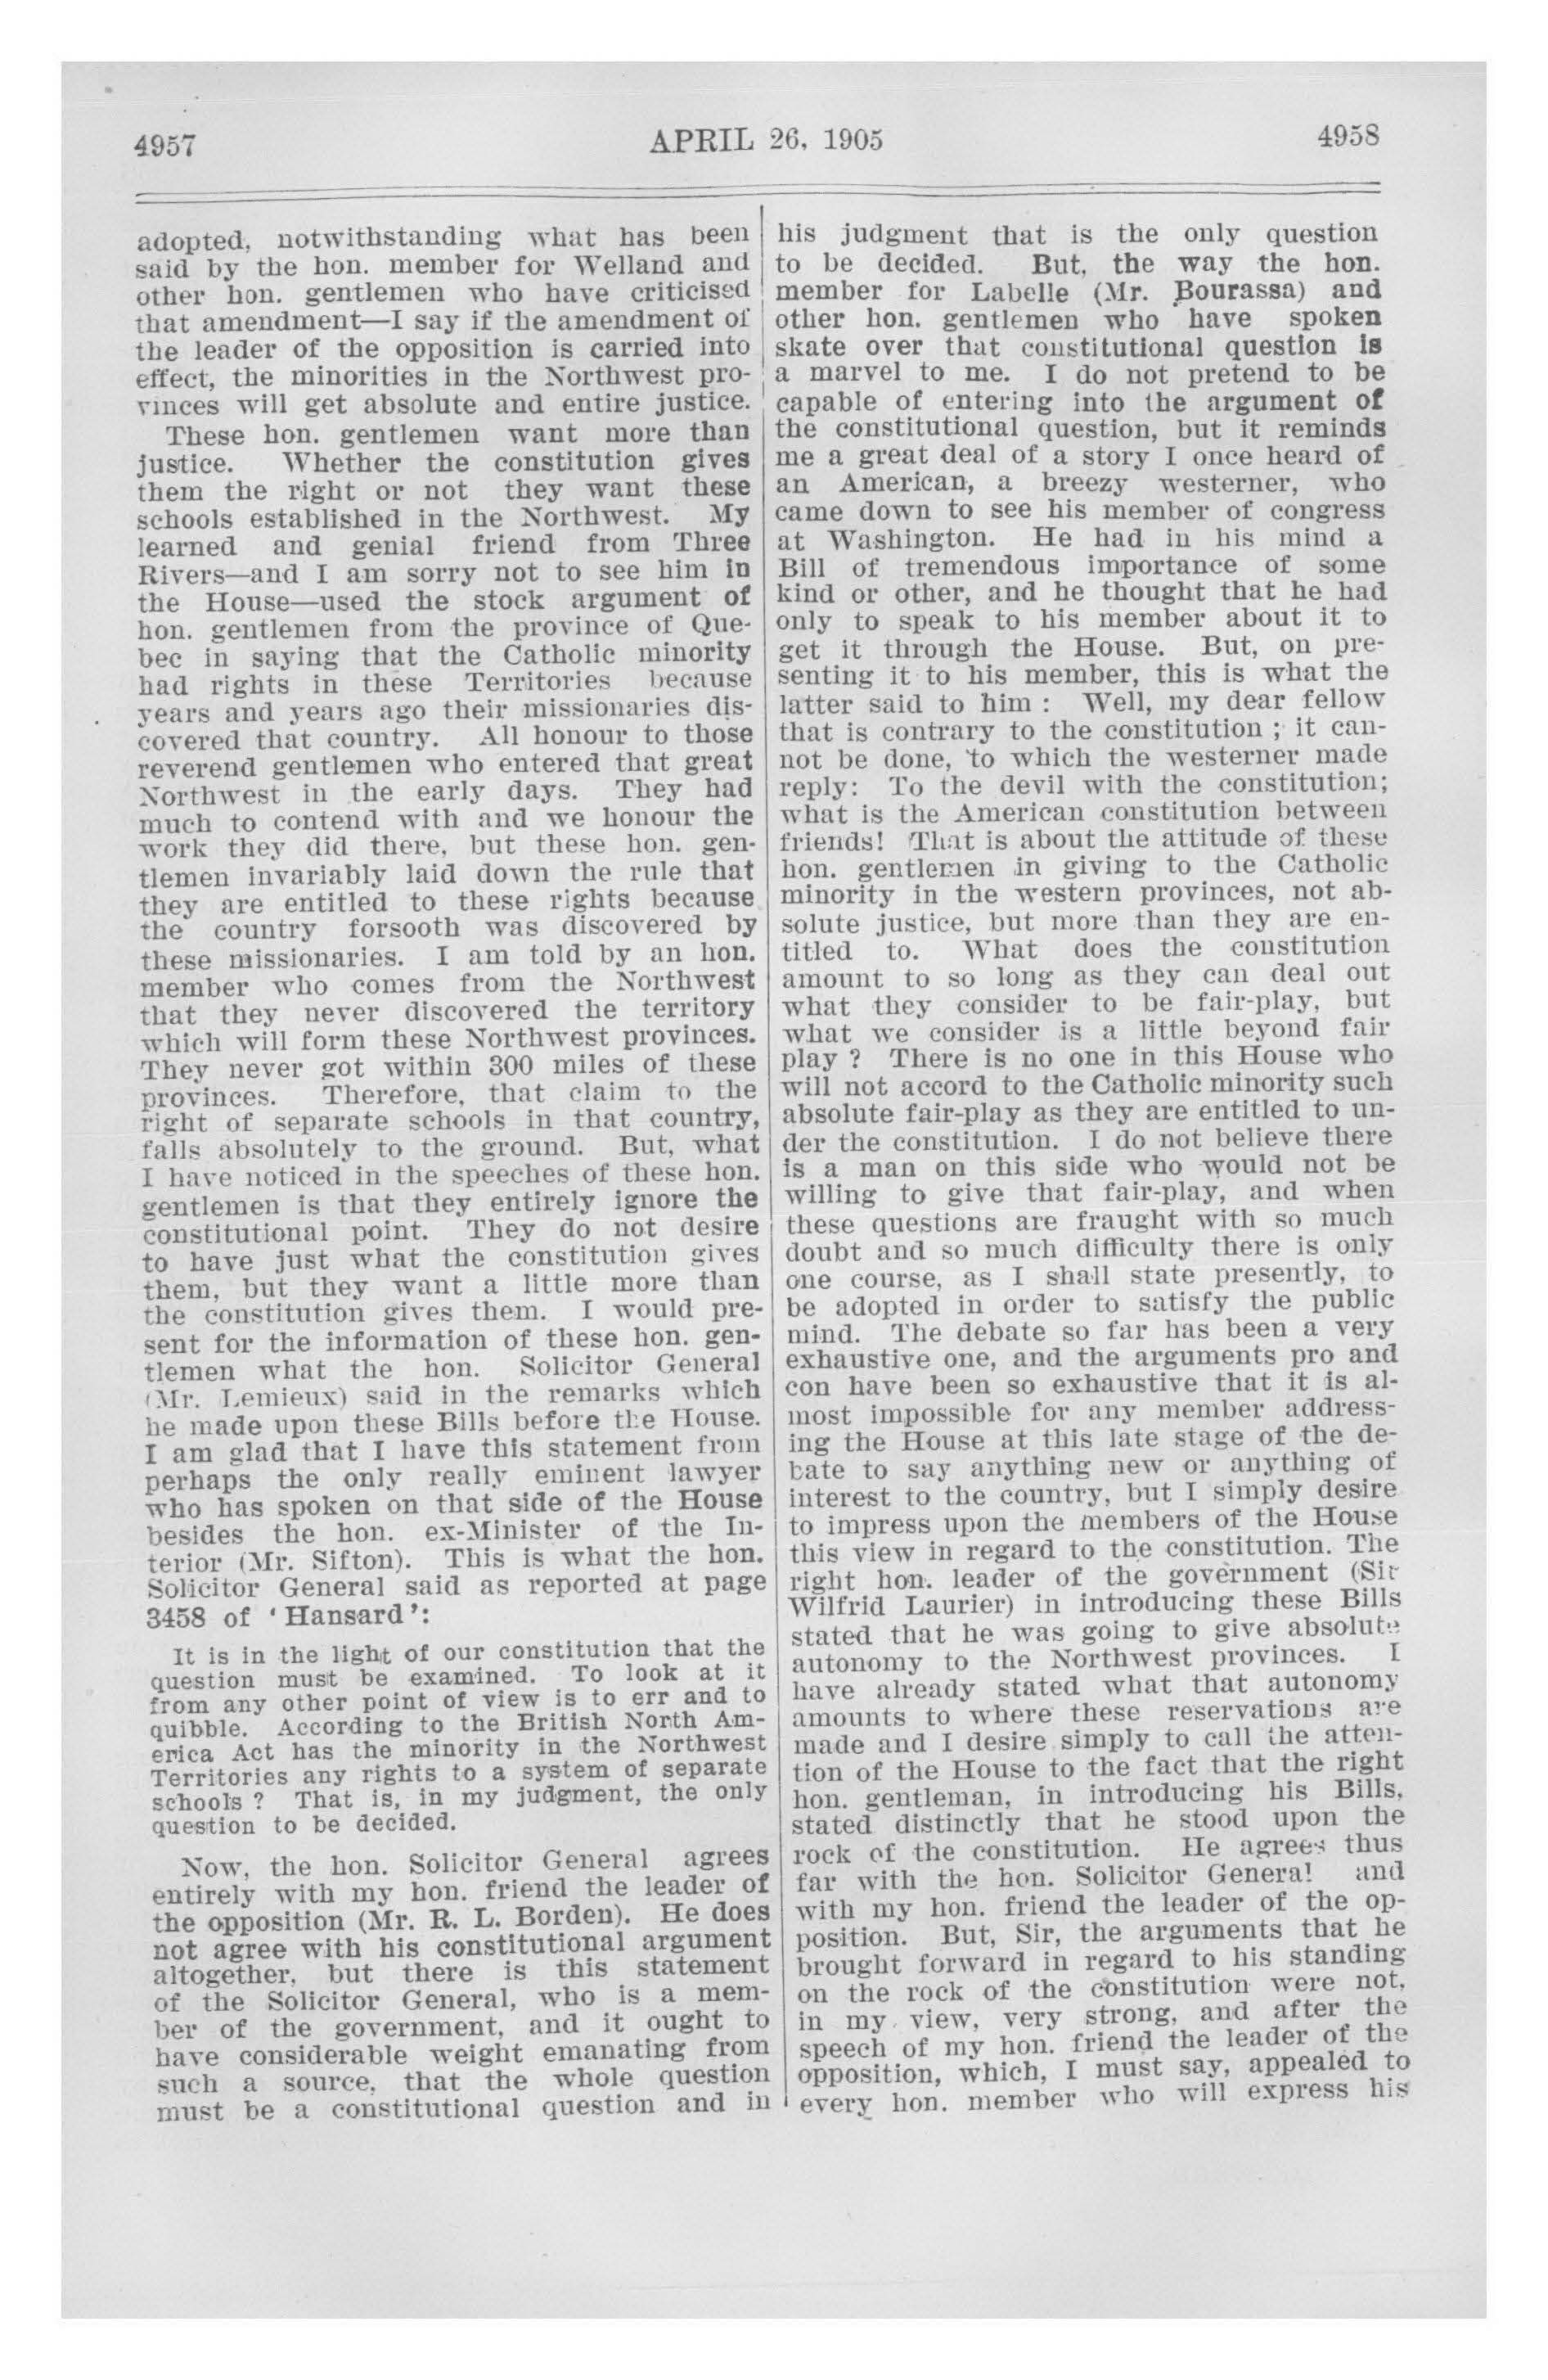 4957
APRIL 26, 1905
4958
adopted, notwithstanding what has been
said by the hon. member for Welland and
other hon. gentlemen who have criticised
that amendment—I say if the amendment of
the leader of the opposition is carried into
effect, the minorities in the Northwest pro-
vinces will get absolute and entire justice.
These hon. gentlemen want more than
justice. Whether the constitution gives
them the right or not they want these
schools established in the Northwest. My
learned and genial friend from Three
Rivers—and I am sorry not to see him in
the House—used the stock argument of
hon. gentlemen from the province of Que-
bec in saying that the Catholic minority
had rights in these Territories because
years and years ago their missionaries dis-
covered that country. All honour to those
reverend gentlemen who entered that great
Northwest in the early days. They had
much to contend with and we honour the
work they did there, but these hon. gen-
tlemen invariably laid down the rule that
they are entitled to these rights because
the country forsooth was discovered by
these missionaries. I am told by an hon.
member who comes from the Northwest
that they never discovered the territory
which will form these Northwest provinces.
They never got within 300 miles of these
provinces. Therefore, that claim to the
right of separate schools in that country,
falls absolutely to the ground. But, what
I have noticed in the speeches of these hon.
gentlemen is that they entirely ignore the
constitutional point. They do not desire
to have just what the constitution gives
them, but they want a little more than
the constitution gives them. I would pre-
sent for the information of these hon. gen-
tlemen what the hon. Solicitor General
(Mr. Lemieux) said in the remarks which
he made upon these Bills before the House.
I am glad that I have this statement from
perhaps the only really eminent lawyer
who has spoken on that side of the House
besides the hon. ex-Minister of the In-
terior (Mr. Sifton). This is what the hon.
Solicitor General said as reported at page
3458 of 'Hansard':
It is in the light of our constitution that the
question must be examined. To look at it
from any other point of view is to err and to
quibble. According to the British North Am-
erica Act has the minority in the Northwest
Territories any rights to a system of separate
schools ? That is, in my judgment, the only
question to be decided.
Now, the hon. Solicitor General agrees
entirely with my hon. friend the leader of
the opposition (Mr. R. L. Borden). He does
not agree with his constitutional argument
altogether, but there is this statement
of the Solicitor General, who is a mem-
ber of the government, and it ought to
have considerable weight emanating from
such a source, that the whole question
must be a constitutional question and in
his judgment that is the only question
to be decided. But, the way the hon.
member for Labelle (Mr. Bourassa) and
other hon. gentlemen who have spoken
skate over that constitutional question is
a marvel to me. I do not pretend to be
capable of entering into the argument of
the constitutional question, but it reminds
me a great deal of a story I once heard of
an American, a breezy westerner, who
came down to see his member of congress
at Washington. He had in his mind a
Bill of tremendous importance of some
kind or other, and he thought that he had
only to speak to his member about it to
get it through the House. But, on pre-
senting it to his member, this is what the
latter said to him : Well, my dear fellow
that is contrary to the constitution ; it can-
not be done, to which the westerner made
reply: To the devil with the constitution;
what is the American constitution between
friends! That is about the attitude of these
hon. gentlemen in giving to the Catholic
minority in the western provinces, not ab-
solute justice, but more than they are en-
titled to. What does the constitution
amount to so long as they can deal out
what they consider to be fair-play, but
what we consider is a little beyond fair
play ? There is no one in this House who
will not accord to the Catholic minority such
absolute fair-play as they are entitled to un-
der the constitution. I do not believe there
is a man on this side who would not be
willing to give that fair-play, and when
these questions are fraught with so much
doubt and so much difficulty there is only
one course, as I shall state presently, to
be adopted in order to satisfy the public
mind. The debate so far has been a very
exhaustive one, and the arguments pro and
con have been so exhaustive that it is al-
most impossible for any member address-
ing the House at this late stage of the de-
bate to say anything new or anything of
interest to the country, but I simply desire
to impress upon the members of the House
this view in regard to the constitution. The
right hon. leader of the government (Sir
Wilfrid Laurier) in introducing these Bills
stated that he was going to give absolute
autonomy to the Northwest provinces. I
have already stated what that autonomy
amounts to where these reservations are
made and I desire simply to call the atten-
tion of the House to the fact that the right
hon. gentleman, in introducing his Bills,
stated distinctly that he stood upon the
rock of the constitution. He agrees thus
far with the hon. Solicitor General and
with my hon. friend the leader of the op-
position. But, Sir, the arguments that he
brought forward in regard to his standing
on the rock of the constitution were not,
in my view, very strong, and after the
speech of my hon. friend the leader of the
opposition, which, I must say, appealed to
every hon. member who will express his